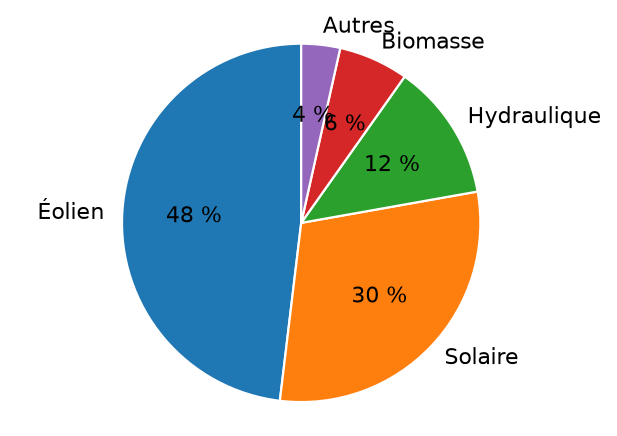 Autres
Biomasse
4 %
6 %
Hydraulique
12 %
Éolien
48 %
30 %
Solaire